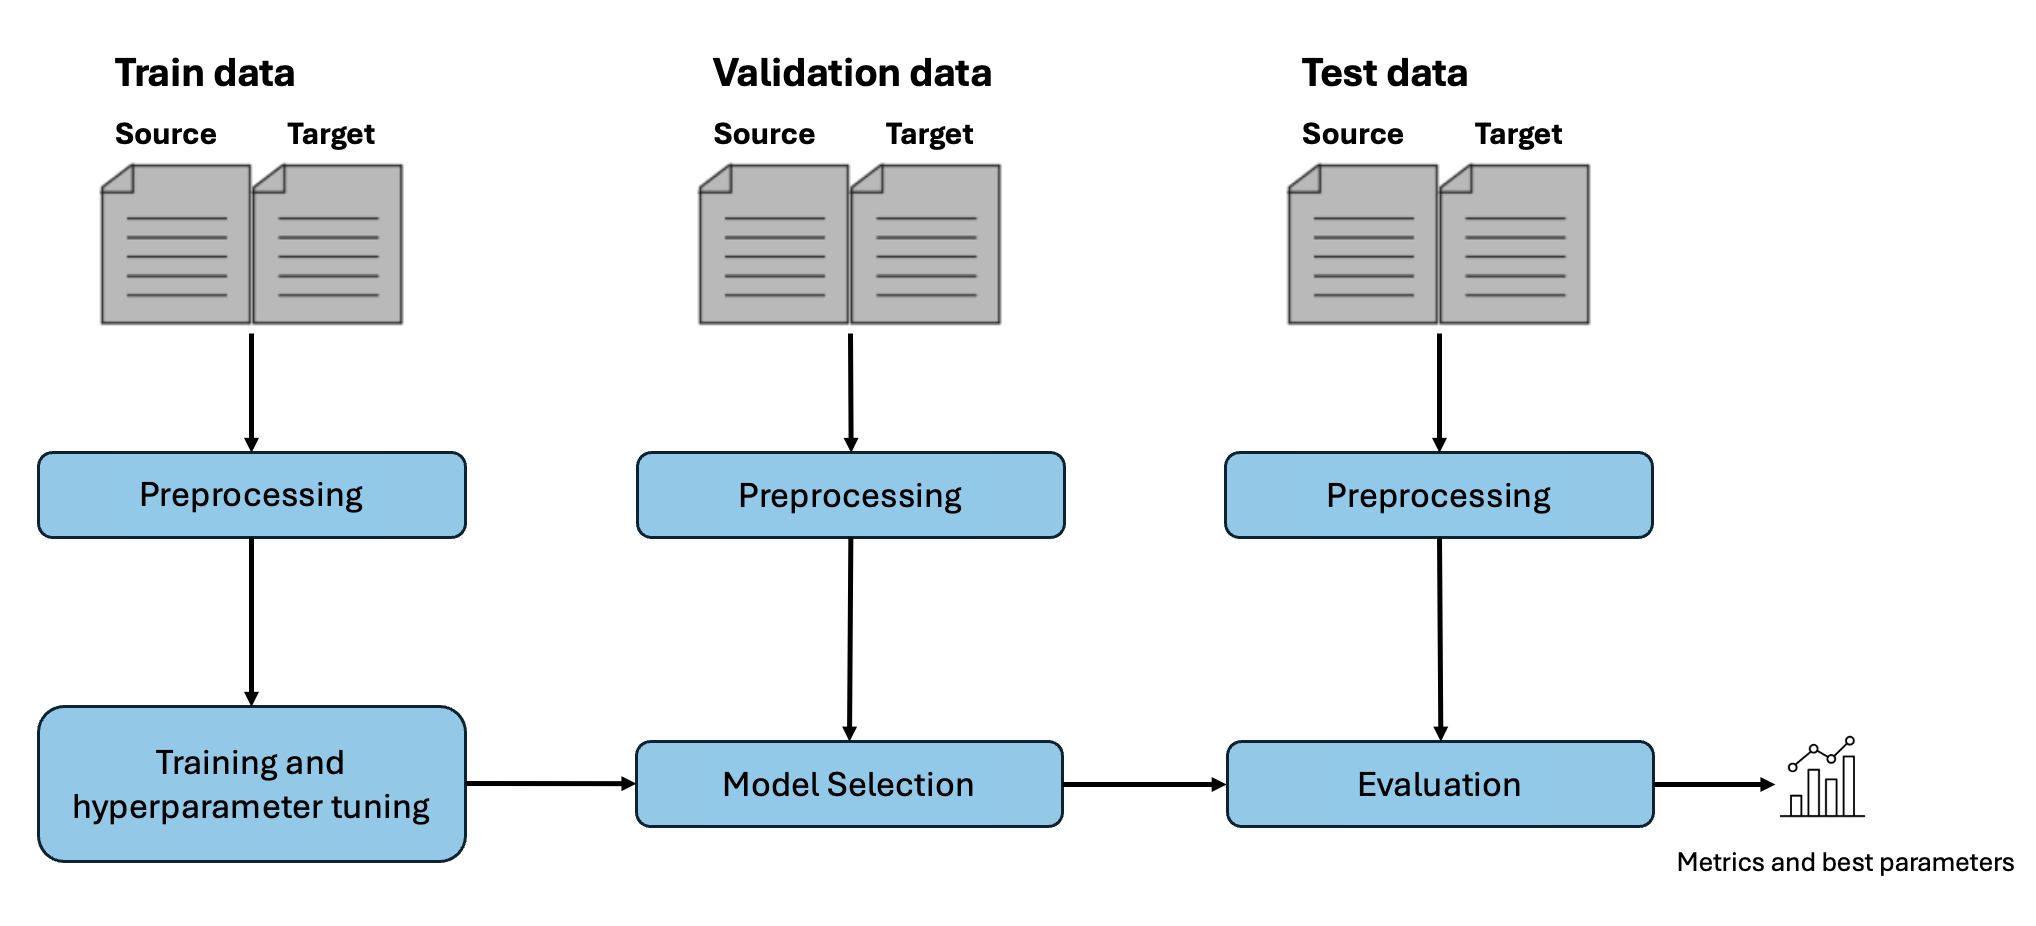 Train data
Source Target
Validation data
Source Target
Test data
Source Target
Preprocessing
Preprocessing
Preprocessing
Training and
hyperparameter tuning
Model Selection
Evaluation
Metrics and best parameters